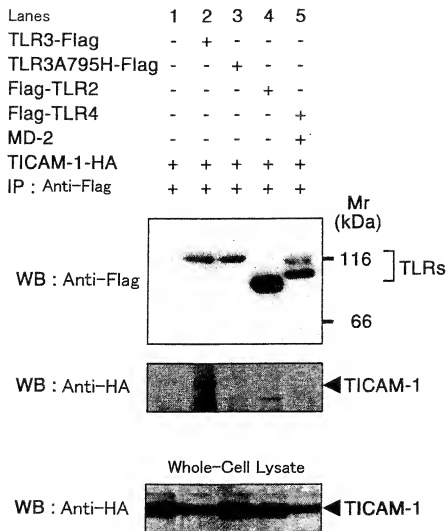 Lanes 1 2 3 4 5
TLR3-Flag - + - - -
TLR3A795H-Flag - - + - -
Flag-TLR2 - - - + -
Flag-TLR4 - - - - +
MD-2 - - - - +
TICAM-1-HA + + + + +
IP : Anti-Flag + + + + +
Mr
(kDa)
WB : Anti-Flag
116
TLRs
66
WB : Anti-HA
◀TICAM-1
Whole-Cell Lysate
WB : Anti-HA
◀TICAM-1